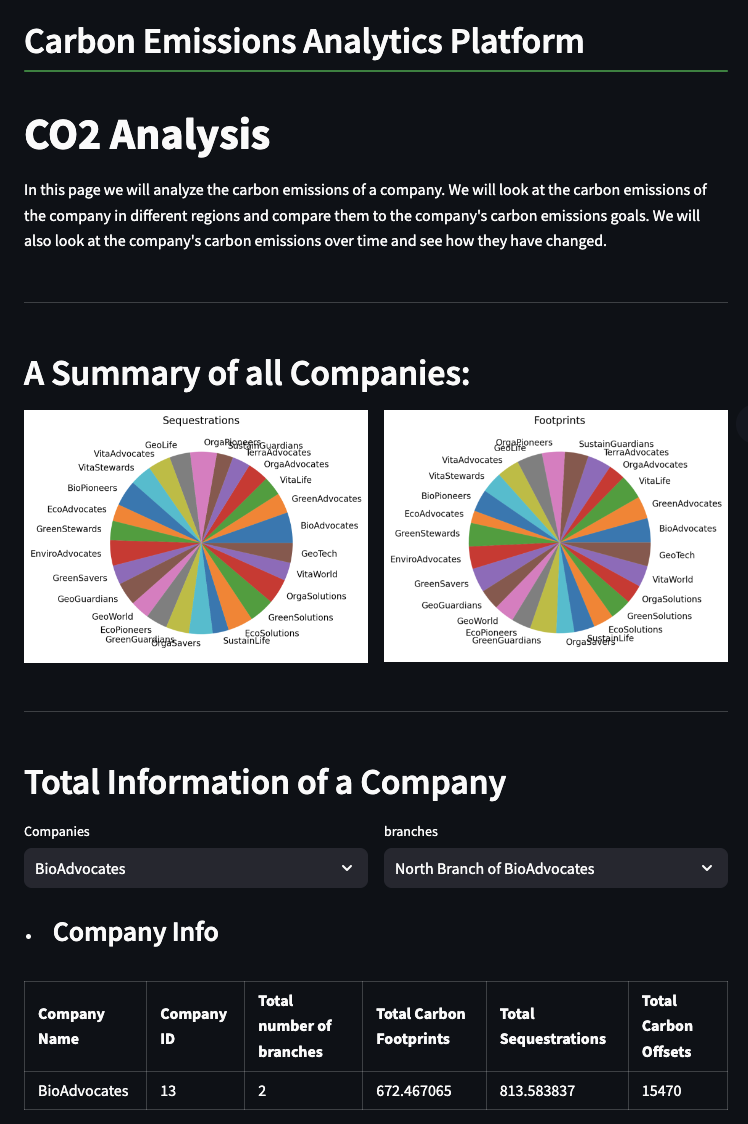 Carbon Emissions Analytics Platform
CO2 Analysis
In this page we will analyze the carbon emissions of a company. We will look at the carbon emissions of
the company in different regions and compare them to the company's carbon emissions goals. We will
also look at the company's carbon emissions over time and see how they have changed.
A Summary of all Companies:
Sequestrations
GeoLife
OrgaPioneers
SustainGuardians
VitaAdvocates
TerraAdvocates
VitaStewards
OrgaAdvocates
VitaLife
BioPioneers
GreenAdvocates
EcoAdvocates
BioAdvocates
GreenStewards
EnviroAdvocates
GeoTech
GreenSavers
VitaWorld
GeoGuardians
OrgaSolutions
GeoWorld
GreenSolutions
EcoPioneers
EcoSolutions
GreenGuardians
OrgaSavers
SustainLife
Footprints
OrgaPioneers
GeoLife
SustainGuardians
TerraAdvocates
VitaAdvocates
OrgaAdvocates
VitaStewards
VitaLife
BioPioneers
GreenAdvocates
EcoAdvocates
BioAdvocates
GreenStewards
EnviroAdvocates
GeoTech
GreenSavers
VitaWorld
GeoGuardians
OrgaSolutions
GeoWorld
GreenSolutions
EcoPioneers
EcoSolutions
GreenGuardians
OrgaSavers
SustainLife
Total Information of a Company
Companies
branches
BioAdvocates
North Branch of BioAdvocates
• Company Info
Company Name
Company ID
Total number of branches
Total Carbon Footprints
Total Sequestrations
Total Carbon Offsets
BioAdvocates 13 2 672.467065 813.583837 15470